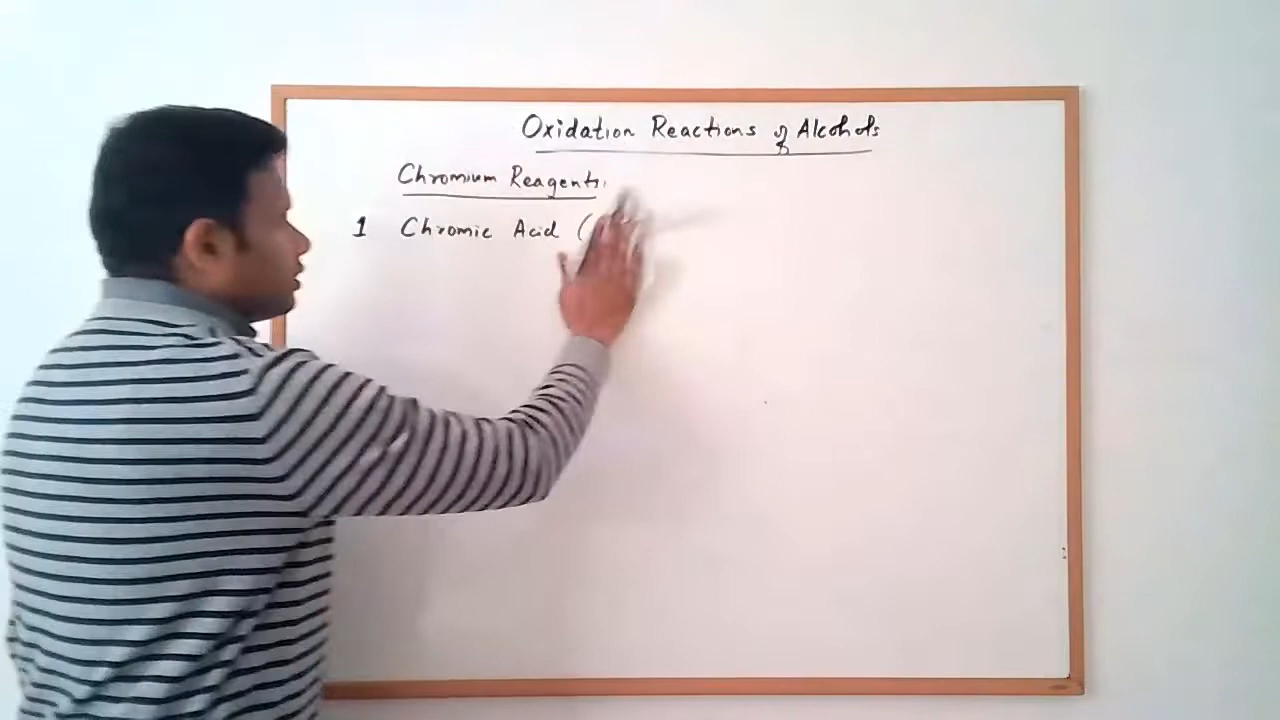 Oxidation Reactions of Alcohols
Chromium Reagents:
1 Chromic Acid (